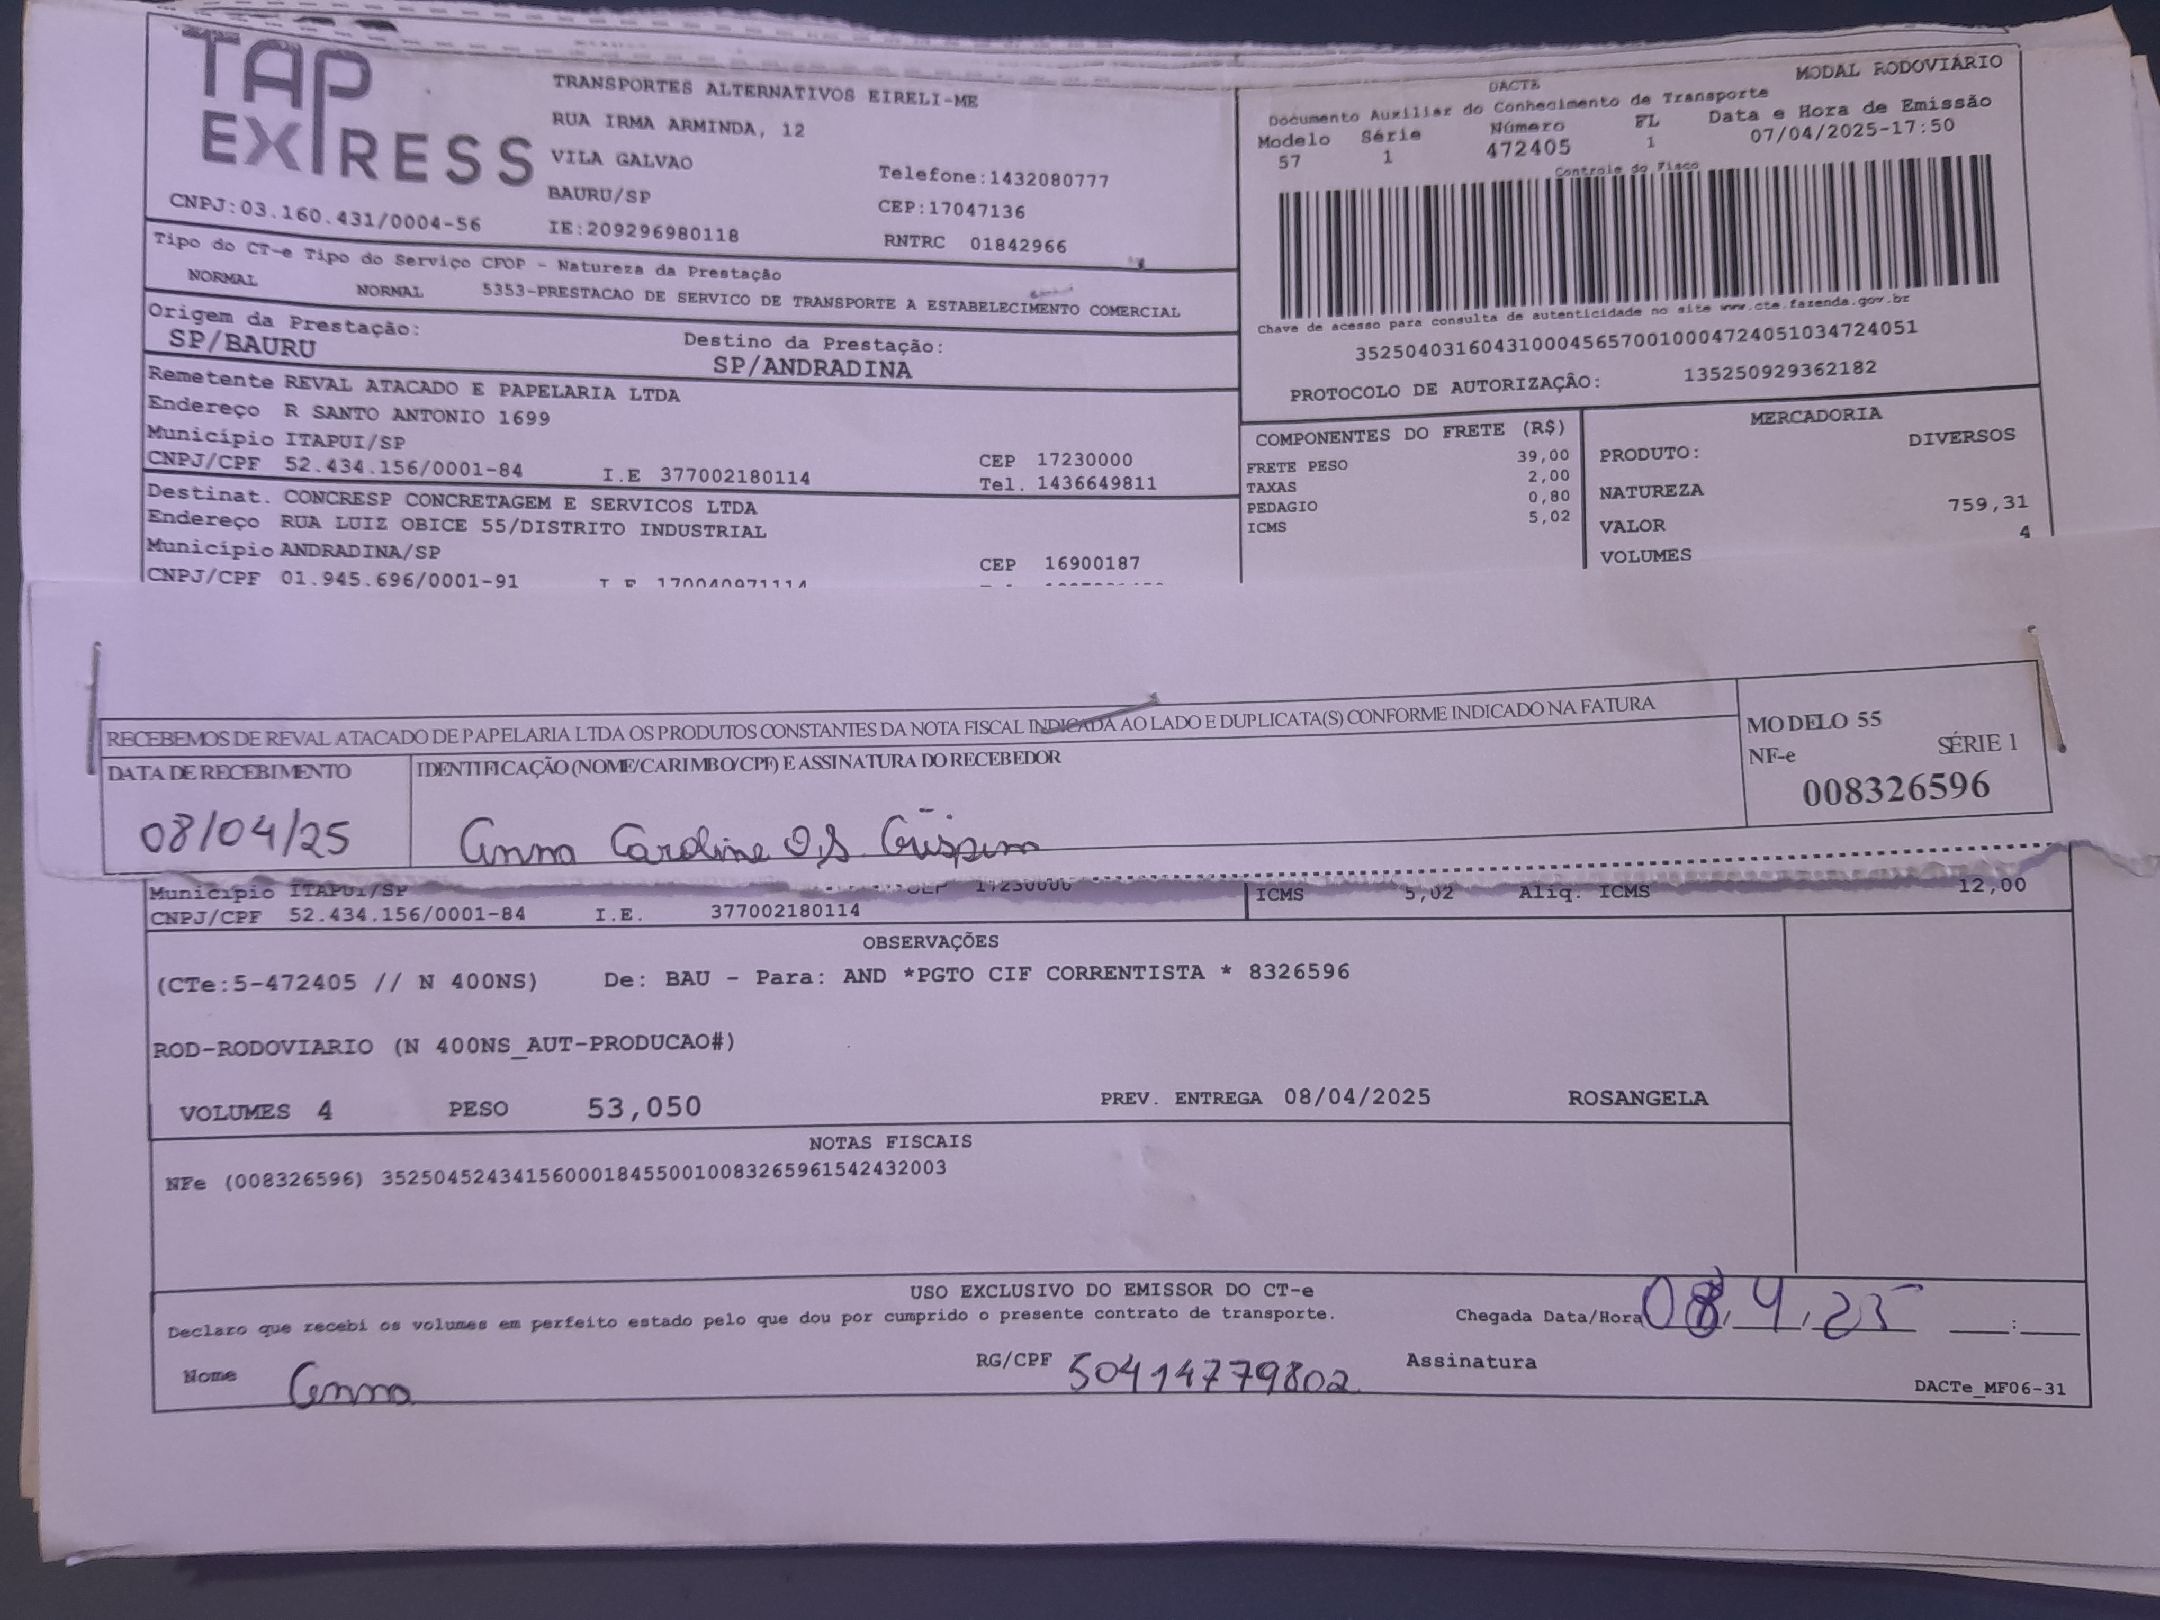 TAP EXPRESS
CNPJ:03.160.431/0004-56
TRANSPORTES ALTERNATIVOS EIRELI-ME
RUA IRMA ARMINDA, 12
VILA GALVAO
BAURU/SP
IE:209296980118
Telefone:1432080777
CEP:17047136
RNTRC 01842966
DACTE MODAL RODOVIÁRIO
Documento Auxiliar do Conhecimento de Transporte
Modelo Série Número FL Data e Hora de Emissão
57 1 472405 1 07/04/2025-17:50
Controle do Fisco
Chave de acesso para consulta de autenticidade no site www.cte.fazenda.gov.br
35250403160431000456570010004724051034724051
PROTOCOLO DE AUTORIZAÇÃO: 135250929362182
Tipo do CT-e Tipo do Serviço CFOP - Natureza da Prestação
NORMAL NORMAL 5353-PRESTACAO DE SERVICO DE TRANSPORTE A ESTABELECIMENTO COMERCIAL
Origem da Prestação: Destino da Prestação:
SP/BAURU SP/ANDRADINA
Remetente REVAL ATACADO E PAPELARIA LTDA
Endereço R SANTO ANTONIO 1699
Município ITAPUI/SP CEP 17230000
CNPJ/CPF 52.434.156/0001-84 I.E 377002180114 Tel. 1436649811
Destinat. CONCRESP CONCRETAGEM E SERVICOS LTDA
Endereço RUA LUIZ OBICE 55/DISTRITO INDUSTRIAL
Município ANDRADINA/SP CEP 16900187
CNPJ/CPF 01.945.696/0001-91 I E 170040971114
COMPONENTES DO FRETE (R$)
FRETE PESO 39,00
TAXAS 2,00
PEDAGIO 0,80
ICMS 5,02
MERCADORIA
PRODUTO: DIVERSOS
NATUREZA
VALOR 759,31
VOLUMES 4
RECEBEMOS DE REVAL ATACADO DE PAPELARIA LTDA OS PRODUTOS CONSTANTES DA NOTA FISCAL INDICADA AO LADO E DUPLICATA(S) CONFORME INDICADO NA FATURA
DATA DE RECEBIMENTO IDENTIFICAÇÃO (NOME/CARIMBO/CPF) E ASSINATURA DO RECEBEDOR
08/04/25 Anna Caroline O.S. Crispim
MODELO 55
NF-e SÉRIE 1
008326596
Município ITAPUI/SP CEP 17230000
CNPJ/CPF 52.434.156/0001-84 I.E. 377002180114
ICMS 5,02 Aliq. ICMS 12,00
OBSERVAÇÕES
(CTe:5-472405 // N 400NS) De: BAU - Para: AND *PGTO CIF CORRENTISTA * 8326596
ROD-RODOVIARIO (N 400NS_AUT-PRODUCAO#)
VOLUMES 4 PESO 53,050 PREV. ENTREGA 08/04/2025 ROSANGELA
NOTAS FISCAIS
NFe (008326596) 35250452434156000184550010083265961542432003
USO EXCLUSIVO DO EMISSOR DO CT-e
Declaro que recebi os volumes em perfeito estado pelo que dou por cumprido o presente contrato de transporte. Chegada Data/Hora 08/4/25 :
Nome Anna RG/CPF 50414779802 Assinatura
DACTe_MF06-31